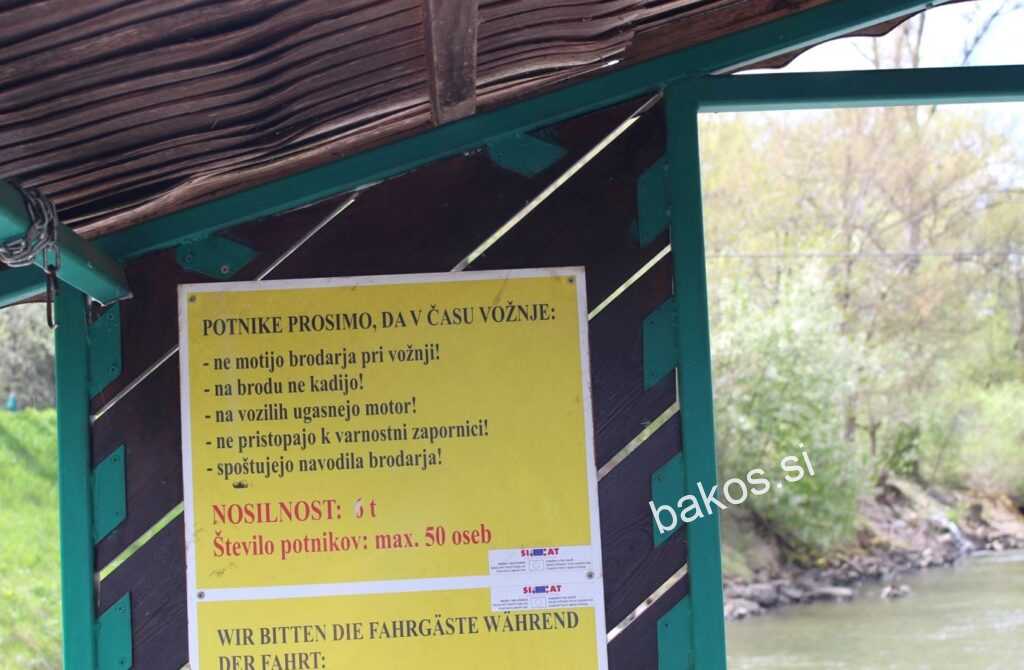 POTNIKE PROSIMO, DA V ČASU VOŽNJE:
- ne motijo brodarja pri vožnji!
- na brodu ne kadijo!
- na vozilih ugasnejo motor!
- ne pristopajo k varnostni zapornici!
- spoštujejo navodila brodarja!
NOSILNOST: 6 t
Število potnikov: max. 50 oseb
WIR BITTEN DIE FAHRGÄSTE WÄHREND
DER FAHRT:
bakos.si